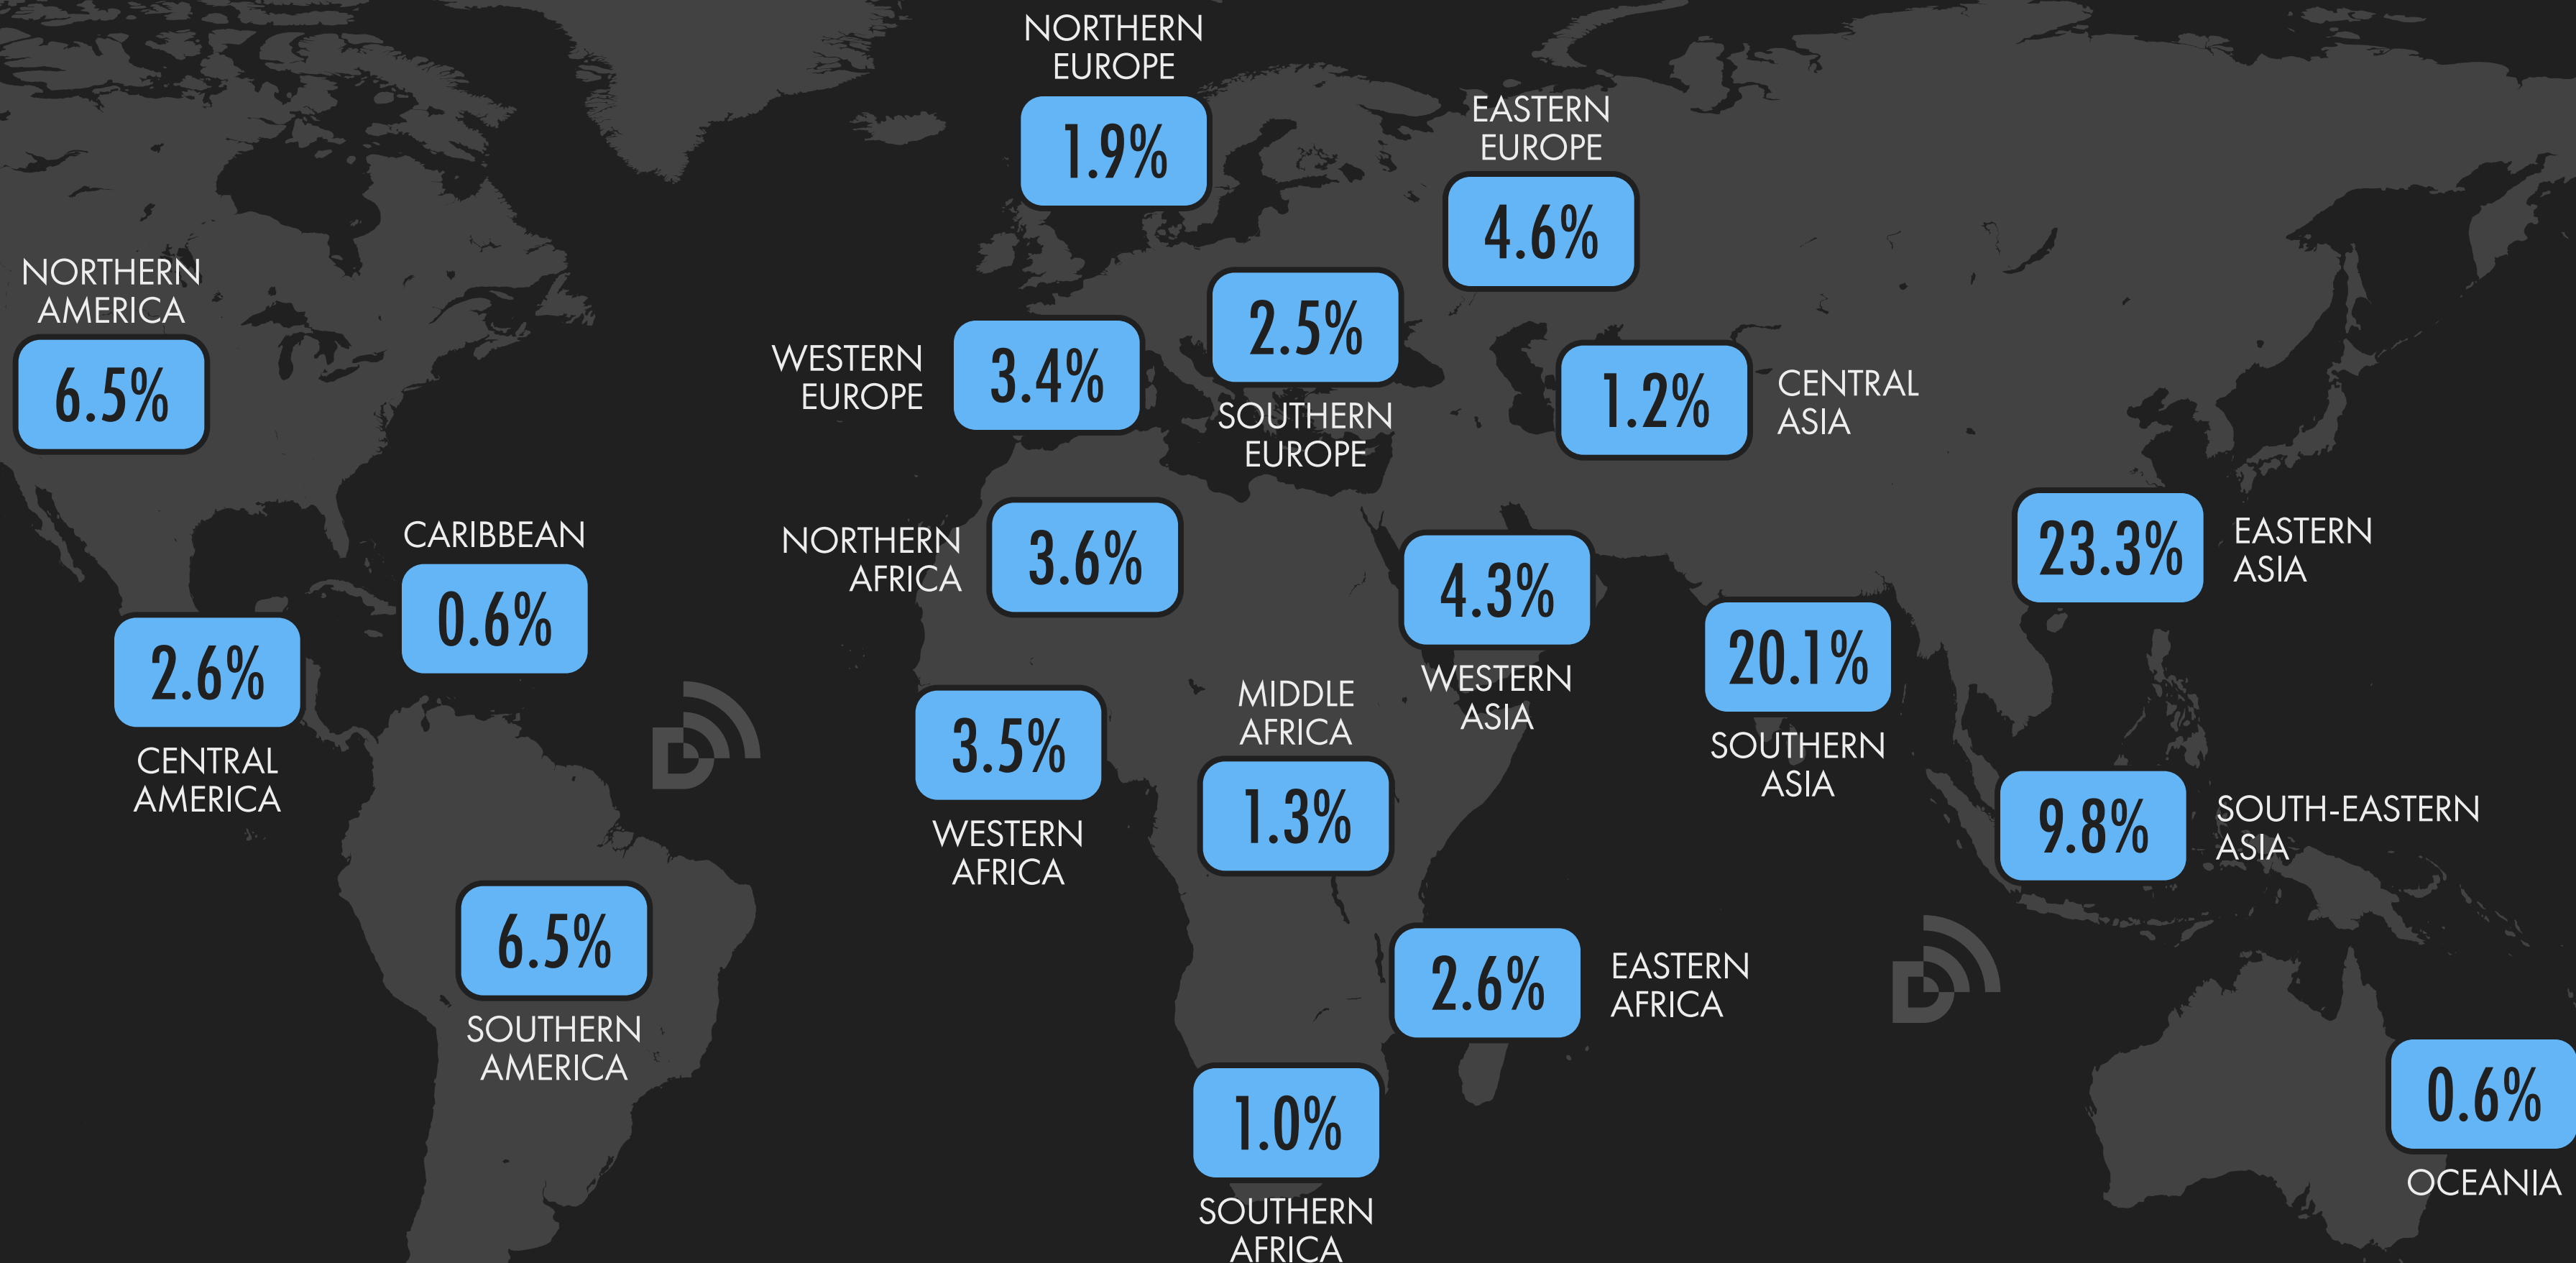 NORTHERN
EUROPE
1.9%
EASTERN
EUROPE
4.6%
NORTHERN
AMERICA
6.5%
2.5%
SOUTHERN
EUROPE
WESTERN
EUROPE
3.4%
1.2%
CENTRAL
ASIA
CARIBBEAN
0.6%
NORTHERN
AFRICA
3.6%
4.3%
WESTERN
ASIA
23.3%
EASTERN
ASIA
2.6%
CENTRAL
AMERICA
20.1%
SOUTHERN
ASIA
3.5%
WESTERN
AFRICA
MIDDLE
AFRICA
1.3%
9.8%
SOUTH-EASTERN
ASIA
6.5%
SOUTHERN
AMERICA
2.6%
EASTERN
AFRICA
1.0%
SOUTHERN
AFRICA
0.6%
OCEANIA